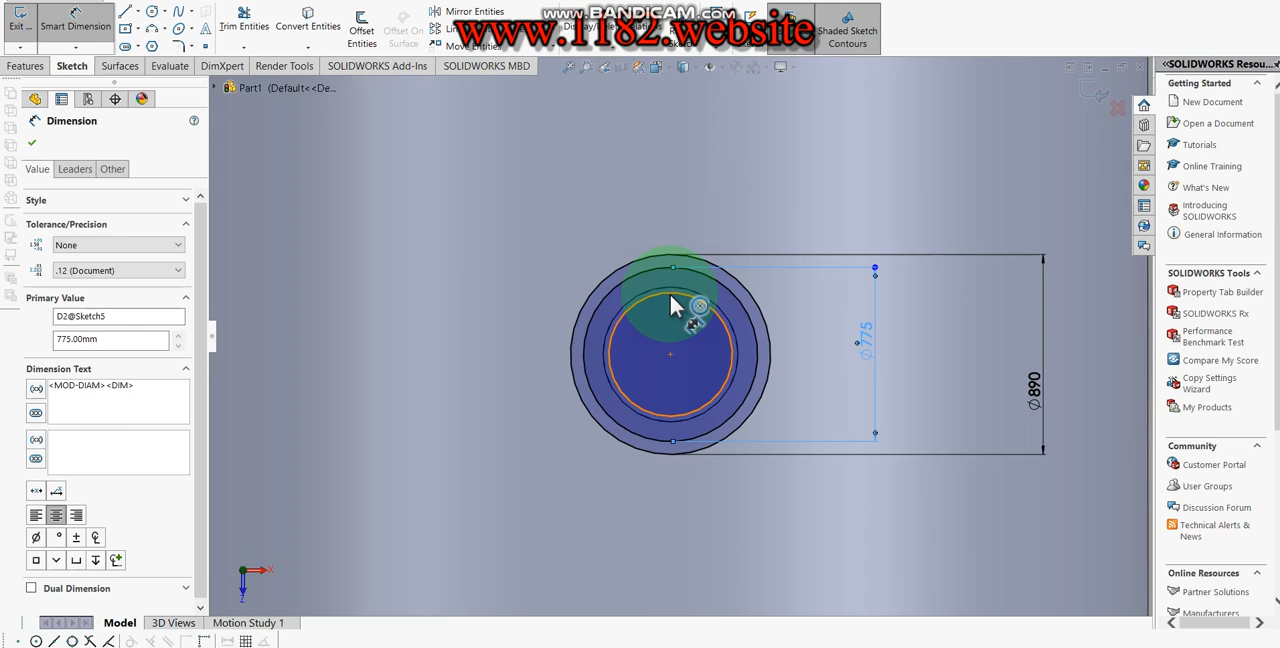 www.BANDICAM.com
www.1182.website
Exit ...
Smart Dimension
Trim Entities
Convert Entities
Offset
Entities
Offset On
Surface
Mirror Entities
Shaded Sketch
Contours
Features
Sketch
Surfaces
Evaluate
DimXpert
Render Tools
SOLIDWORKS Add-Ins
SOLIDWORKS MBD
Part1 (Default<<De...
Dimension
Value
Leaders
Other
Style
Tolerance/Precision
None
.12 (Document)
Primary Value
D2@Sketch5
775.00mm
Dimension Text
<MOD-DIAM><DIM>
Dual Dimension
∅775
∅890
X
Z
Model
3D Views
Motion Study 1
SOLIDWORKS Resou...
Getting Started
New Document
Open a Document
Tutorials
Online Training
What's New
Introducing
SOLIDWORKS
General Information
SOLIDWORKS Tools
Property Tab Builder
SOLIDWORKS Rx
Performance
Benchmark Test
Compare My Score
Copy Settings
Wizard
My Products
Community
Customer Portal
User Groups
Discussion Forum
Technical Alerts &
News
Online Resources
Partner Solutions
Manufacturers